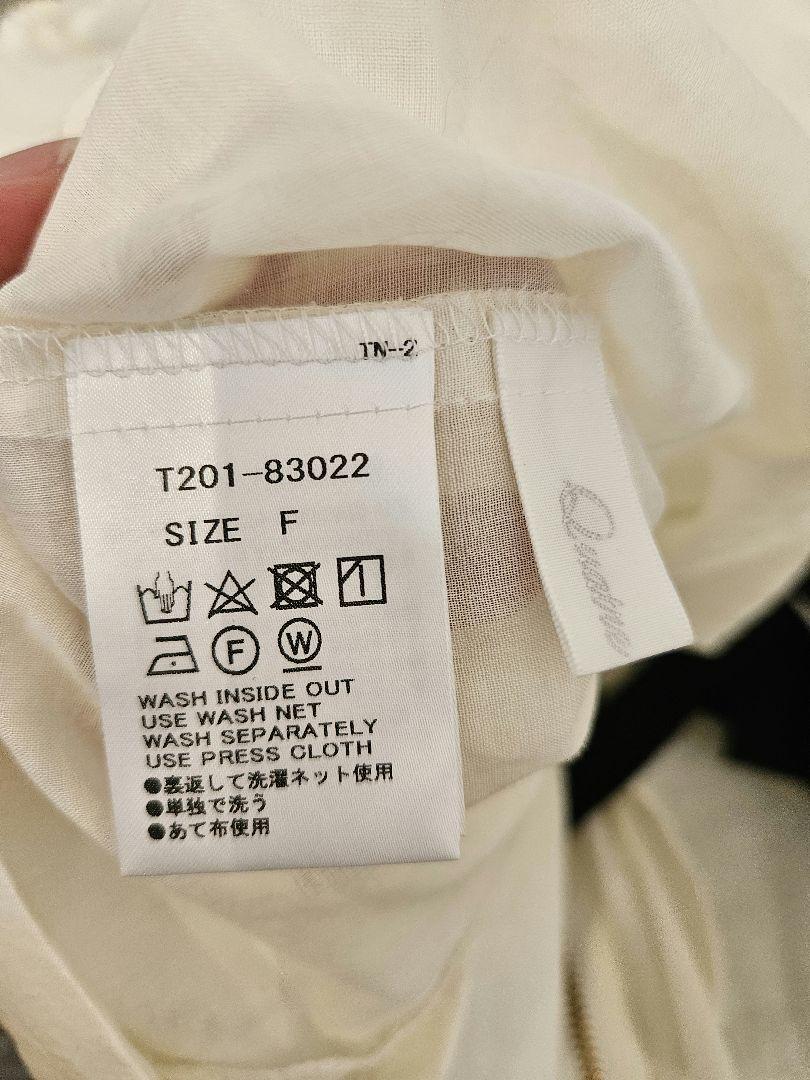 TN-2
T201-83022
SIZE F
F W
WASH INSIDE OUT
USE WASH NET
WASH SEPARATELY
USE PRESS CLOTH
●裏返して洗濯ネット使用
●単独で洗う
●あて布使用